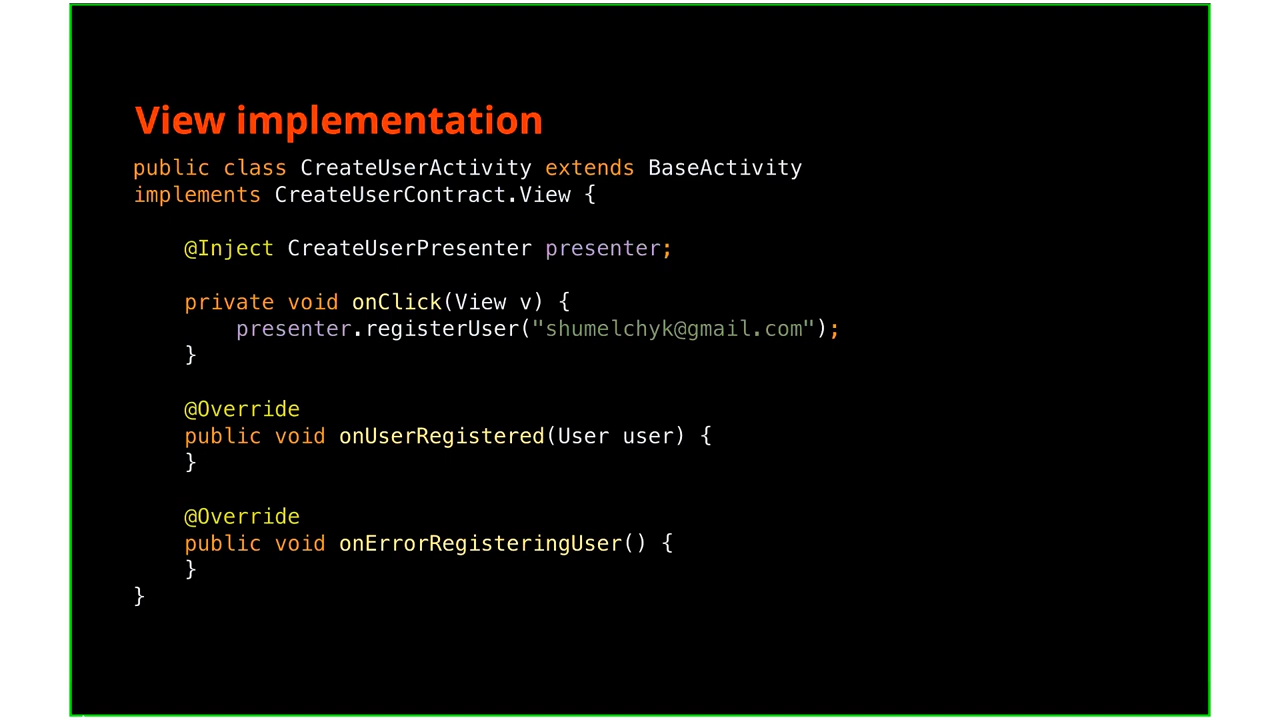 View implementation
public class CreateUserActivity extends BaseActivity
implements CreateUserContract.View {
@Inject CreateUserPresenter presenter;
private void onClick(View v) {
presenter.registerUser("shumelchyk@gmail.com");
}
@Override
public void onUserRegistered(User user) {
}
@Override
public void onErrorRegisteringUser() {
}
}